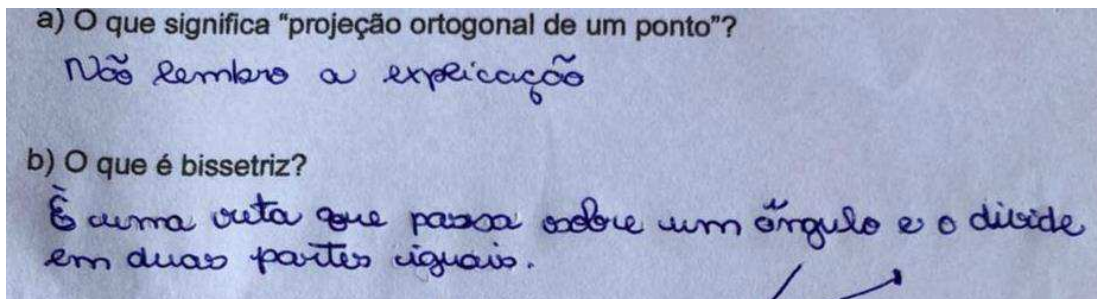 a) O que significa "projeção ortogonal de um ponto"?
Não lembro a explicação
b) O que é bissetriz?
É uma reta que passa sobre um ângulo e o divide
em duas partes iguais.